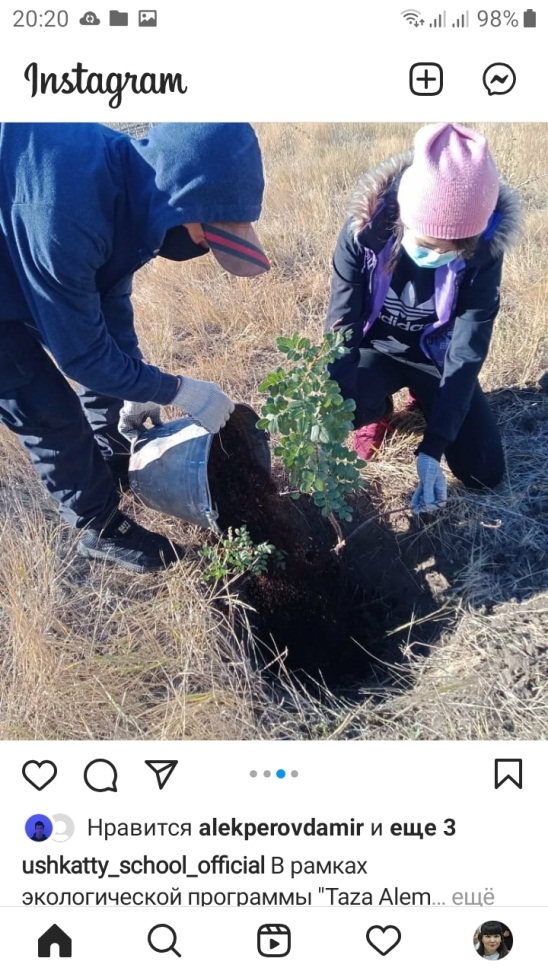 20:20 98%
Instagram
adidas
Нравится alekperovdamir и еще 3
ushkatty_school_official В рамках
экологической программы "Taza Alem... ещё